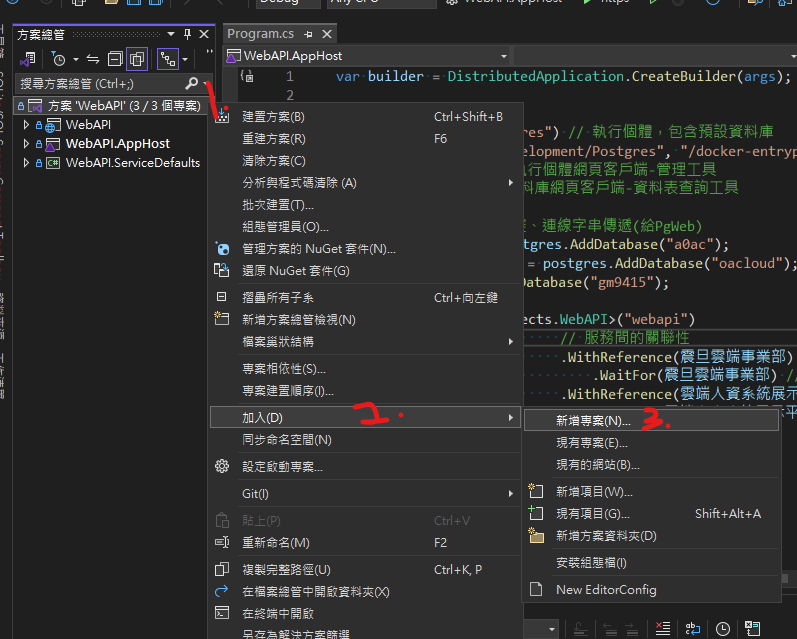 Debug
Any CPU
WebAPI.AppHost
https
方案總管
Program.cs
WebAPI.AppHost
搜尋方案總管 (Ctrl+;)
方案 'WebAPI' (3 / 3 個專案)
WebAPI
WebAPI.AppHost
WebAPI.ServiceDefaults
1 var builder = DistributedApplication.CreateBuilder(args);
2
res") // 執行個體，包含預設資料庫
elopment/Postgres", "/docker-entryp
執行個體網頁客戶端-管理工具
料庫網頁客戶端-資料表查詢工具
、連線字串傳遞(給PgWeb)
tgres.AddDatabase("a0ac");
= postgres.AddDatabase("oacloud");
Database("gm9415");
jects.WebAPI>("webapi")
// 服務間的關聯性
.WithReference(震旦雲端事業部)
.WaitFor(震旦雲端事業部) /
.WithReference(雲端人資系統展示
1.
建置方案(B) Ctrl+Shift+B
重建方案(R) F6
清除方案(C)
分析與程式碼清除 (A)
批次建置(T)...
組態管理員(O)...
管理方案的 NuGet 套件(N)...
還原 NuGet 套件(G)
摺疊所有子系 Ctrl+向左鍵
新增方案總管檢視(N)
檔案巢狀結構
專案相依性(S)...
專案建置順序(I)...
加入(D) 2.
同步命名空間(N)
設定啟動專案...
Git(I)
貼上(P) Ctrl+V
重新命名(M) F2
複製完整路徑(U) Ctrl+K, P
在檔案總管中開啟資料夾(X)
在終端中開啟
另存為解決方案篩選
新增專案(N)... 3.
現有專案(E)...
現有的網站(B)...
新增項目(W)...
現有項目(G)... Shift+Alt+A
新增方案資料夾(D)
安裝組態檔(I)
New EditorConfig